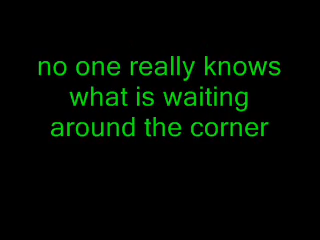 no one really knows
what is waiting
around the corner